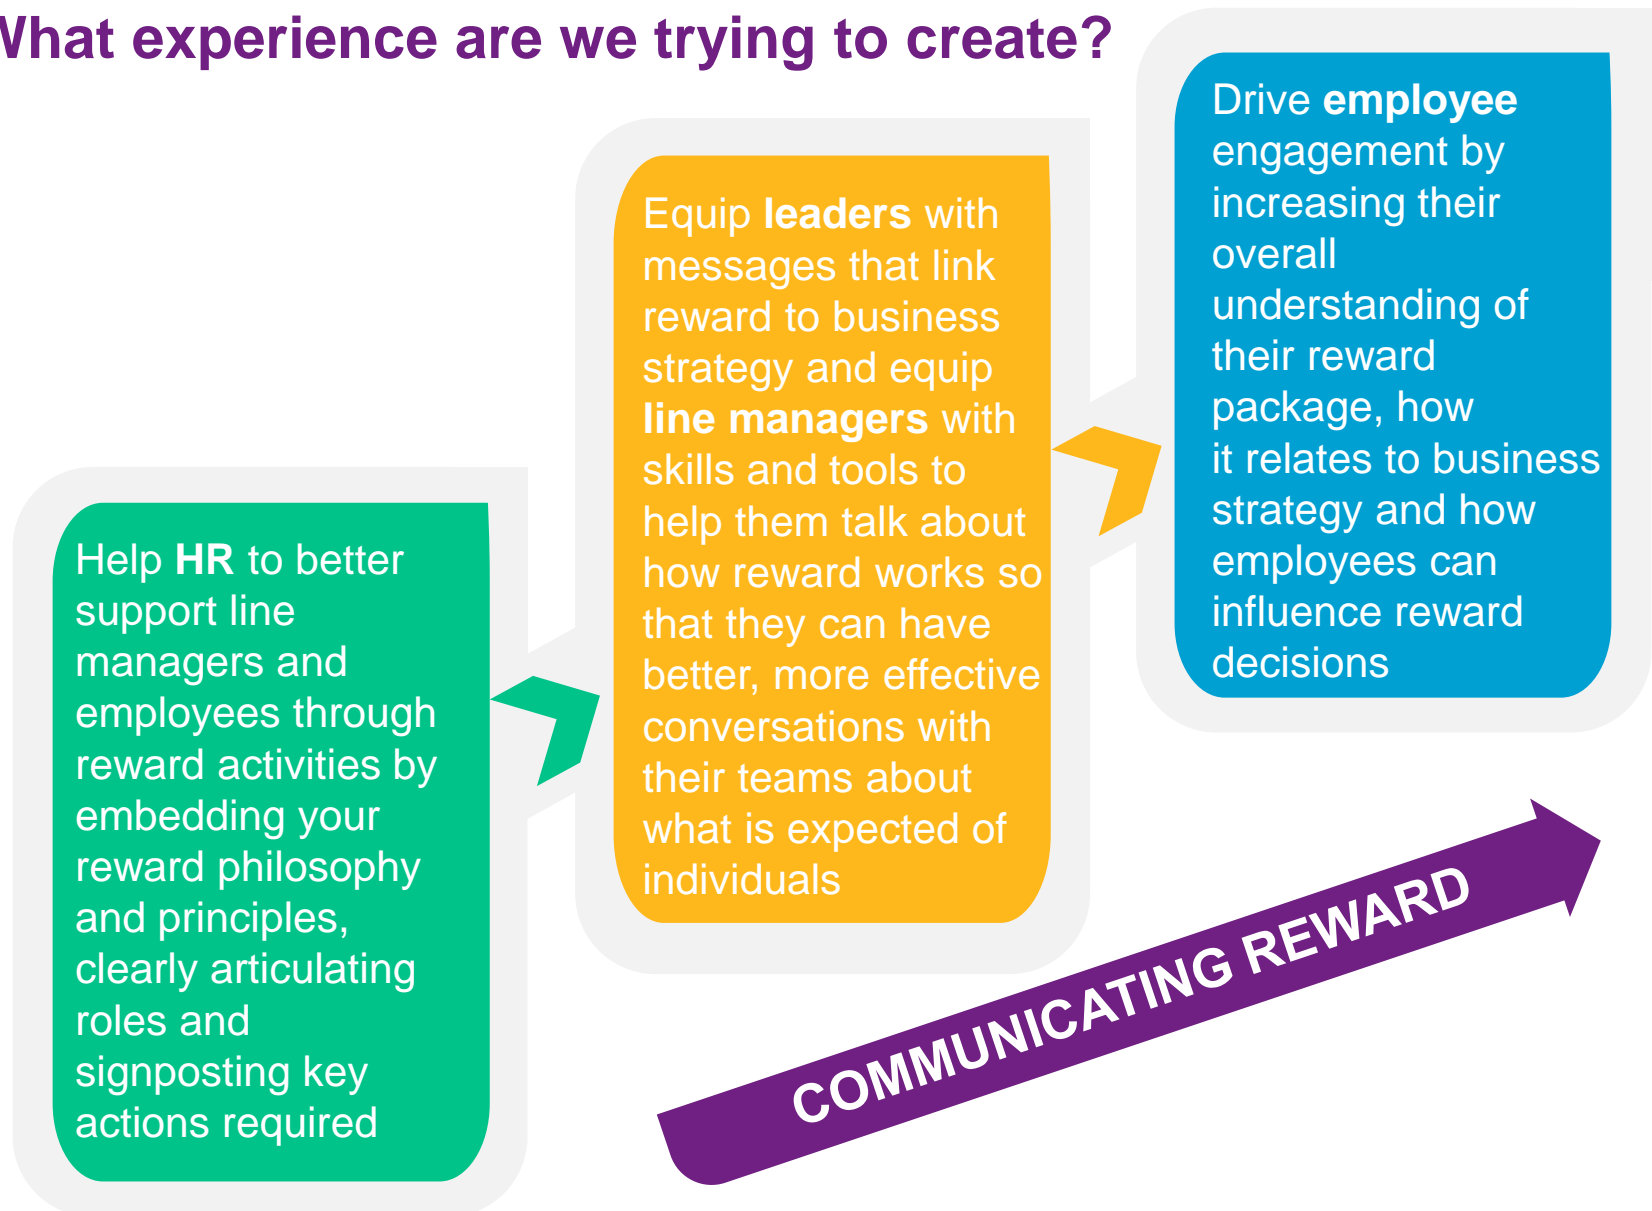 What experience are we trying to create?
Help HR to better
support line
managers and
employees through
reward activities by
embedding your
reward philosophy
and principles,
clearly articulating
roles and
signposting key
actions required
Equip leaders with
messages that link
reward to business
strategy and equip
line managers with
skills and tools to
help them talk about
how reward works so
that they can have
better, more effective
conversations with
their teams about
what is expected of
individuals
Drive employee
engagement by
increasing their
overall
understanding of
their reward
package, how
it relates to business
strategy and how
employees can
influence reward
decisions
COMMUNICATING REWARD